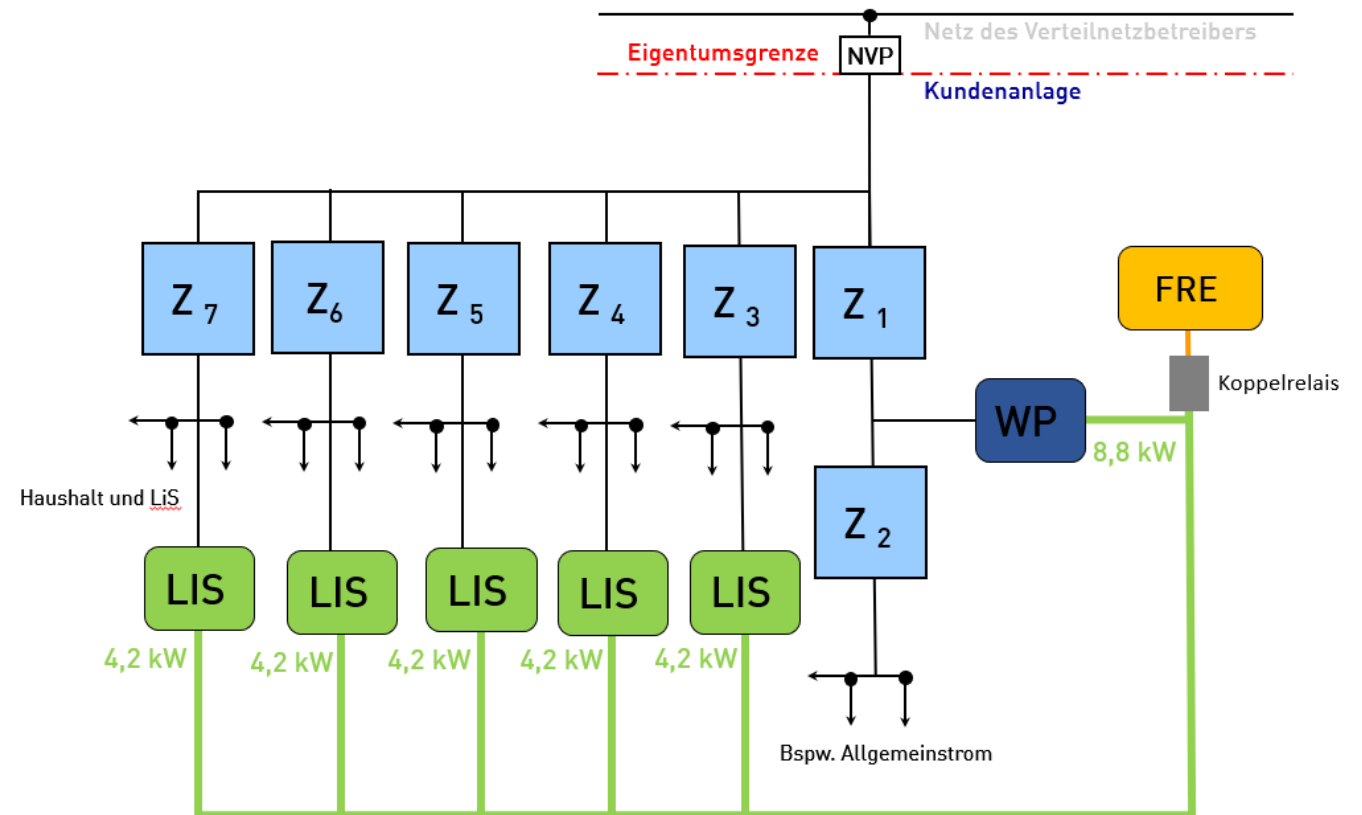 Netz des Verteilnetzbetreibers
Eigentumsgrenze
NVP
Kundenanlage
Z 7
Z6
Z 5
Z 4
Z 3
Z 1
FRE
Koppelrelais
WP
8,8 kW
Haushalt und LiS
Z 2
LIS
LIS
LIS
LIS
LIS
4,2 kW
4,2 kW
4,2 kW
4,2 kW
4,2 kW
Bspw. Allgemeinstrom